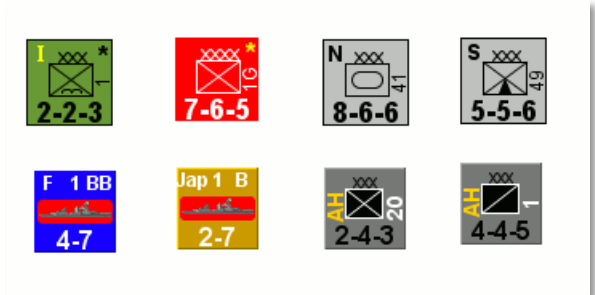 I XXX *
1
2-2-3
XXXX *
1G
7-6-5
N XXX
41
8-6-6
S XXX
49
5-5-6
F 1 BB
4-7
Jap 1 B
2-7
XXX
AH 20
2-4-3
XXX
AH 1
4-4-5